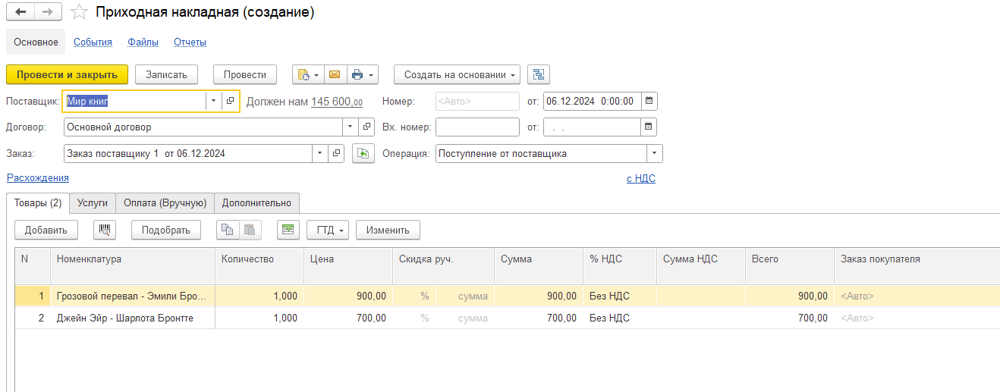 Приходная накладная (создание)
Основное События Файлы Отчеты
Провести и закрыть Записать Провести Создать на основании
Поставщик: Мир книг Должен нам 145 600,00 Номер: <Авто> от: 06.12.2024 0:00:00
Договор: Основной договор Вх. номер: от: . .
Заказ: Заказ поставщику 1 от 06.12.2024 Операция: Поступление от поставщика
Расхождения с НДС
Товары (2) Услуги Оплата (Вручную) Дополнительно
Добавить Подобрать ГТД Изменить
N Номенклатура Количество Цена Скидка руч. Сумма % НДС Сумма НДС Всего Заказ покупателя
1 Грозовой перевал - Эмили Бро... 1,000 900,00 % сумма 900,00 Без НДС 900,00 <Авто>
2 Джейн Эйр - Шарлота Бронтте 1,000 700,00 % сумма 700,00 Без НДС 700,00 <Авто>